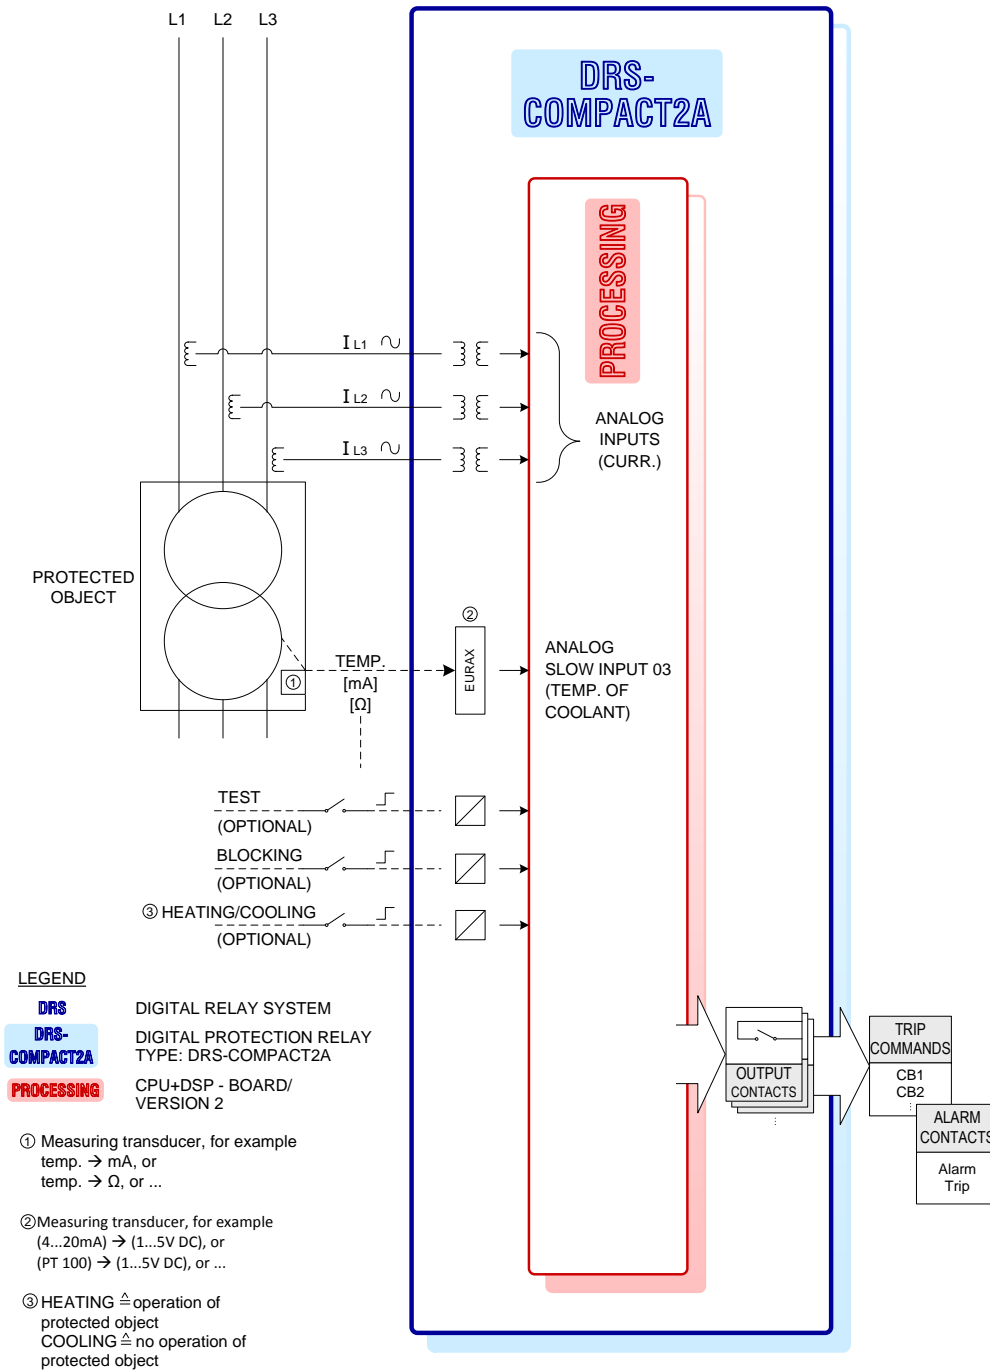 L1 L2 L3
DRS-
COMPACT2A
PROCESSING
I L1
I L2
I L3
ANALOG
INPUTS
(CURR.)
PROTECTED
OBJECT
①
TEMP.
[mA]
[Ω]
②
EURAX
ANALOG
SLOW INPUT 03
(TEMP. OF
COOLANT)
TEST
(OPTIONAL)
BLOCKING
(OPTIONAL)
③ HEATING/COOLING
(OPTIONAL)
LEGEND
DRS DIGITAL RELAY SYSTEM
DRS-
COMPACT2A
DIGITAL PROTECTION RELAY
TYPE: DRS-COMPACT2A
PROCESSING
CPU+DSP - BOARD/
VERSION 2
① Measuring transducer, for example
temp. → mA, or
temp. → Ω, or ...
② Measuring transducer, for example
(4...20mA) → (1...5V DC), or
(PT 100) → (1...5V DC), or ...
③ HEATING ≙ operation of
protected object
COOLING ≙ no operation of
protected object
OUTPUT
CONTACTS
⋮
TRIP
COMMANDS
CB1
CB2
⋮
ALARM
CONTACTS
Alarm
Trip